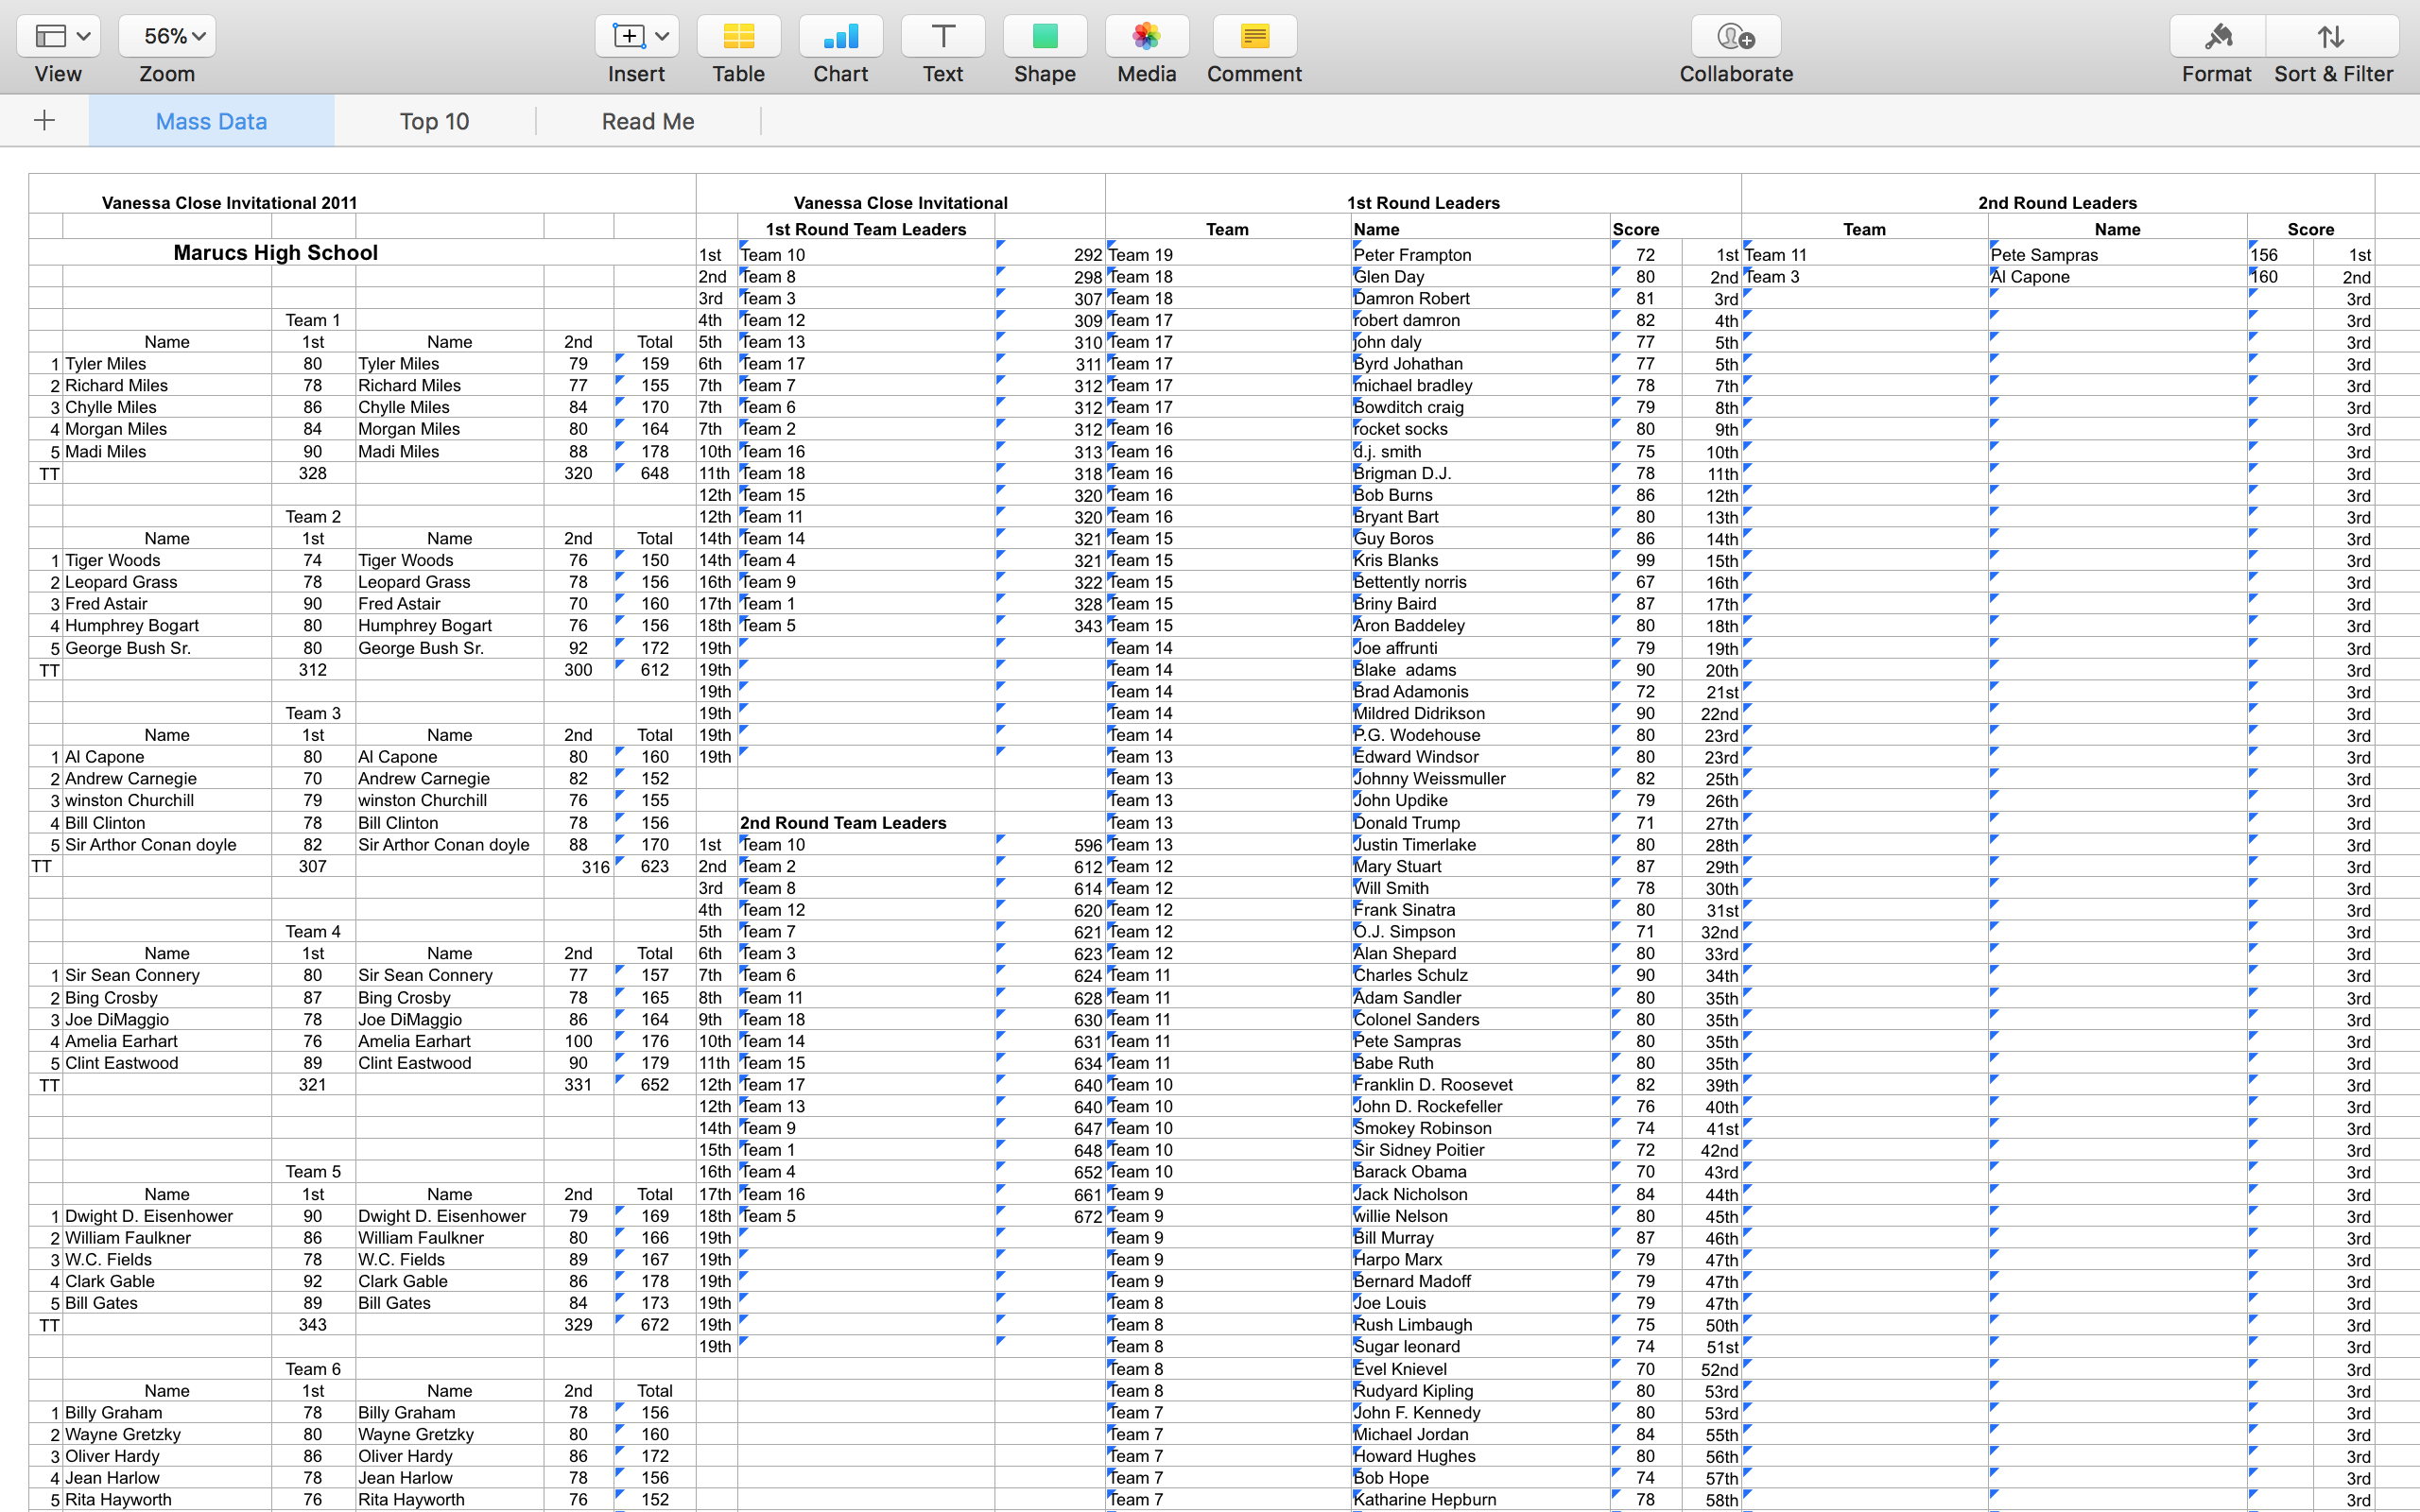 56%
View Zoom Insert Table Chart Text Shape Media Comment Collaborate Format Sort & Filter
Mass Data Top 10 Read Me
Vanessa Close Invitational 2011 Vanessa Close Invitational 1st Round Leaders 2nd Round Leaders
1st Round Team Leaders Team Name Score Team Name Score
Marucs High School 1st Team 10 292 Team 19 Peter Frampton 72 1st Team 11 Pete Sampras 156 1st
2nd Team 8 298 Team 18 Glen Day 80 2nd Team 3 Al Capone 160 2nd
3rd Team 3 307 Team 18 Damron Robert 81 3rd 3rd
Team 1 4th Team 12 309 Team 17 robert damron 82 4th 3rd
Name 1st Name 2nd Total 5th Team 13 310 Team 17 john daly 77 5th 3rd
1 Tyler Miles 80 Tyler Miles 79 159 6th Team 17 311 Team 17 Byrd Johathan 77 5th 3rd
2 Richard Miles 78 Richard Miles 77 155 7th Team 7 312 Team 17 michael bradley 78 7th 3rd
3 Chylle Miles 86 Chylle Miles 84 170 7th Team 6 312 Team 17 Bowditch craig 79 8th 3rd
4 Morgan Miles 84 Morgan Miles 80 164 7th Team 2 312 Team 16 rocket socks 80 9th 3rd
5 Madi Miles 90 Madi Miles 88 178 10th Team 16 313 Team 16 d.j. smith 75 10th 3rd
TT 328 320 648 11th Team 18 318 Team 16 Brigman D.J. 78 11th 3rd
12th Team 15 320 Team 16 Bob Burns 86 12th 3rd
Team 2 12th Team 11 320 Team 16 Bryant Bart 80 13th 3rd
Name 1st Name 2nd Total 14th Team 14 321 Team 15 Guy Boros 86 14th 3rd
1 Tiger Woods 74 Tiger Woods 76 150 14th Team 4 321 Team 15 Kris Blanks 99 15th 3rd
2 Leopard Grass 78 Leopard Grass 78 156 16th Team 9 322 Team 15 Bettently norris 67 16th 3rd
3 Fred Astair 90 Fred Astair 70 160 17th Team 1 328 Team 15 Briny Baird 87 17th 3rd
4 Humphrey Bogart 80 Humphrey Bogart 76 156 18th Team 5 343 Team 15 Aron Baddeley 80 18th 3rd
5 George Bush Sr. 80 George Bush Sr. 92 172 19th Team 14 Joe affrunti 79 19th 3rd
TT 312 300 612 19th Team 14 Blake adams 90 20th 3rd
19th Team 14 Brad Adamonis 72 21st 3rd
Team 3 19th Team 14 Mildred Didrikson 90 22nd 3rd
Name 1st Name 2nd Total 19th Team 14 P.G. Wodehouse 80 23rd 3rd
1 Al Capone 80 Al Capone 80 160 19th Team 13 Edward Windsor 80 23rd 3rd
2 Andrew Carnegie 70 Andrew Carnegie 82 152 Team 13 Johnny Weissmuller 82 25th 3rd
3 winston Churchill 79 winston Churchill 76 155 Team 13 John Updike 79 26th 3rd
4 Bill Clinton 78 Bill Clinton 78 156 2nd Round Team Leaders Team 13 Donald Trump 71 27th 3rd
5 Sir Arthor Conan doyle 82 Sir Arthor Conan doyle 88 170 1st Team 10 596 Team 13 Justin Timerlake 80 28th 3rd
TT 307 316 623 2nd Team 2 612 Team 12 Mary Stuart 87 29th 3rd
3rd Team 8 614 Team 12 Will Smith 78 30th 3rd
4th Team 12 620 Team 12 Frank Sinatra 80 31st 3rd
Team 4 5th Team 7 621 Team 12 O.J. Simpson 71 32nd 3rd
Name 1st Name 2nd Total 6th Team 3 623 Team 12 Alan Shepard 80 33rd 3rd
1 Sir Sean Connery 80 Sir Sean Connery 77 157 7th Team 6 624 Team 11 Charles Schulz 90 34th 3rd
2 Bing Crosby 87 Bing Crosby 78 165 8th Team 11 628 Team 11 Adam Sandler 80 35th 3rd
3 Joe DiMaggio 78 Joe DiMaggio 86 164 9th Team 18 630 Team 11 Colonel Sanders 80 35th 3rd
4 Amelia Earhart 76 Amelia Earhart 100 176 10th Team 14 631 Team 11 Pete Sampras 80 35th 3rd
5 Clint Eastwood 89 Clint Eastwood 90 179 11th Team 15 634 Team 11 Babe Ruth 80 35th 3rd
TT 321 331 652 12th Team 17 640 Team 10 Franklin D. Roosevet 82 39th 3rd
12th Team 13 640 Team 10 John D. Rockefeller 76 40th 3rd
14th Team 9 647 Team 10 Smokey Robinson 74 41st 3rd
15th Team 1 648 Team 10 Sir Sidney Poitier 72 42nd 3rd
Team 5 16th Team 4 652 Team 10 Barack Obama 70 43rd 3rd
Name 1st Name 2nd Total 17th Team 16 661 Team 9 Jack Nicholson 84 44th 3rd
1 Dwight D. Eisenhower 90 Dwight D. Eisenhower 79 169 18th Team 5 672 Team 9 willie Nelson 80 45th 3rd
2 William Faulkner 86 William Faulkner 80 166 19th Team 9 Bill Murray 87 46th 3rd
3 W.C. Fields 78 W.C. Fields 89 167 19th Team 9 Harpo Marx 79 47th 3rd
4 Clark Gable 92 Clark Gable 86 178 19th Team 9 Bernard Madoff 79 47th 3rd
5 Bill Gates 89 Bill Gates 84 173 19th Team 8 Joe Louis 79 47th 3rd
TT 343 329 672 19th Team 8 Rush Limbaugh 75 50th 3rd
19th Team 8 Sugar leonard 74 51st 3rd
Team 6 Team 8 Evel Knievel 70 52nd 3rd
Name 1st Name 2nd Total Team 8 Rudyard Kipling 80 53rd 3rd
1 Billy Graham 78 Billy Graham 78 156 Team 7 John F. Kennedy 80 53rd 3rd
2 Wayne Gretzky 80 Wayne Gretzky 80 160 Team 7 Michael Jordan 84 55th 3rd
3 Oliver Hardy 86 Oliver Hardy 86 172 Team 7 Howard Hughes 80 56th 3rd
4 Jean Harlow 78 Jean Harlow 78 156 Team 7 Bob Hope 74 57th 3rd
5 Rita Hayworth 76 Rita Hayworth 76 152 Team 7 Katharine Hepburn 78 58th 3rd